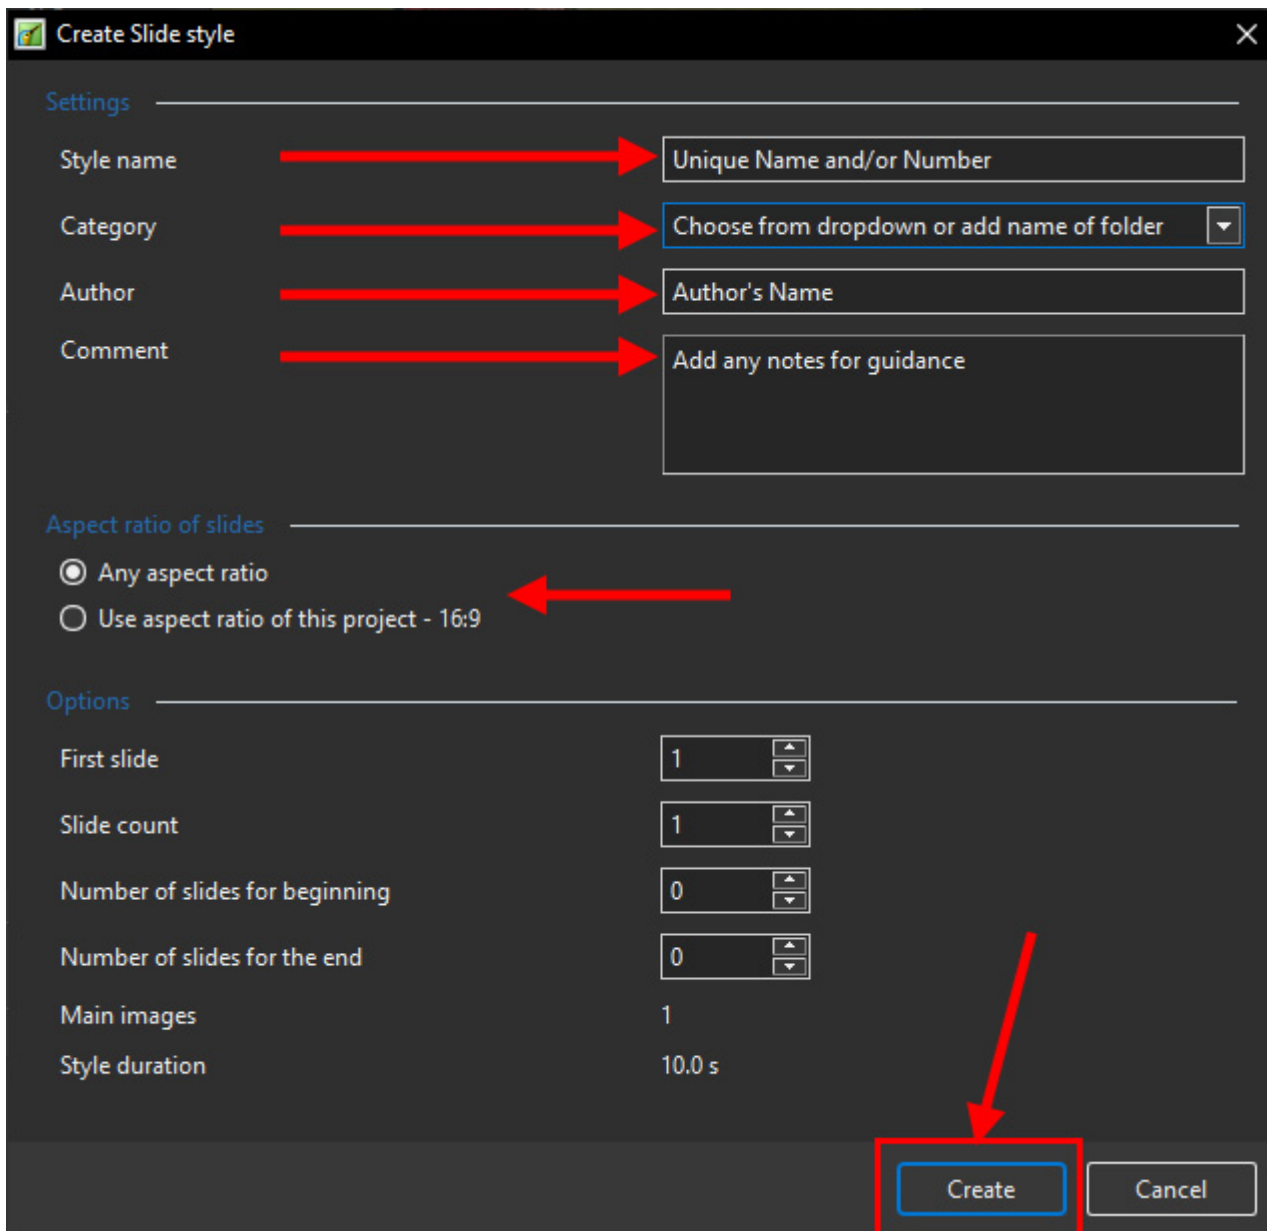 Create Slide style
Settings
Style name Unique Name and/or Number
Category Choose from dropdown or add name of folder
Author Author's Name
Comment Add any notes for guidance
Aspect ratio of slides
Any aspect ratio
Use aspect ratio of this project - 16:9
Options
First slide 1
Slide count 1
Number of slides for beginning 0
Number of slides for the end 0
Main images 1
Style duration 10.0 s
Create Cancel